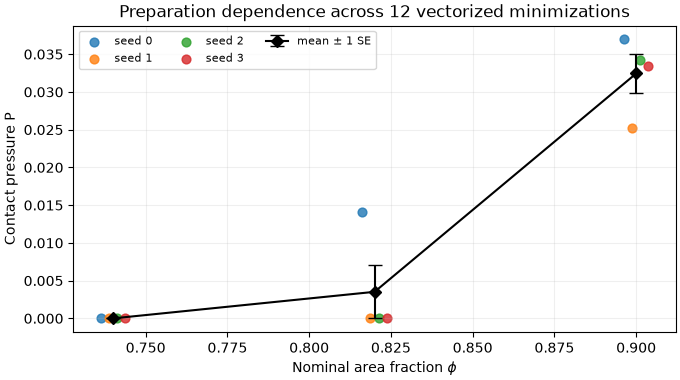 Preparation dependence across 12 vectorized minimizations
seed 0 seed 2 mean ± 1 SE
seed 1 seed 3
Contact pressure P
0.035
0.030
0.025
0.020
0.015
0.010
0.005
0.000
0.750 0.775 0.800 0.825 0.850 0.875 0.900
Nominal area fraction ϕ